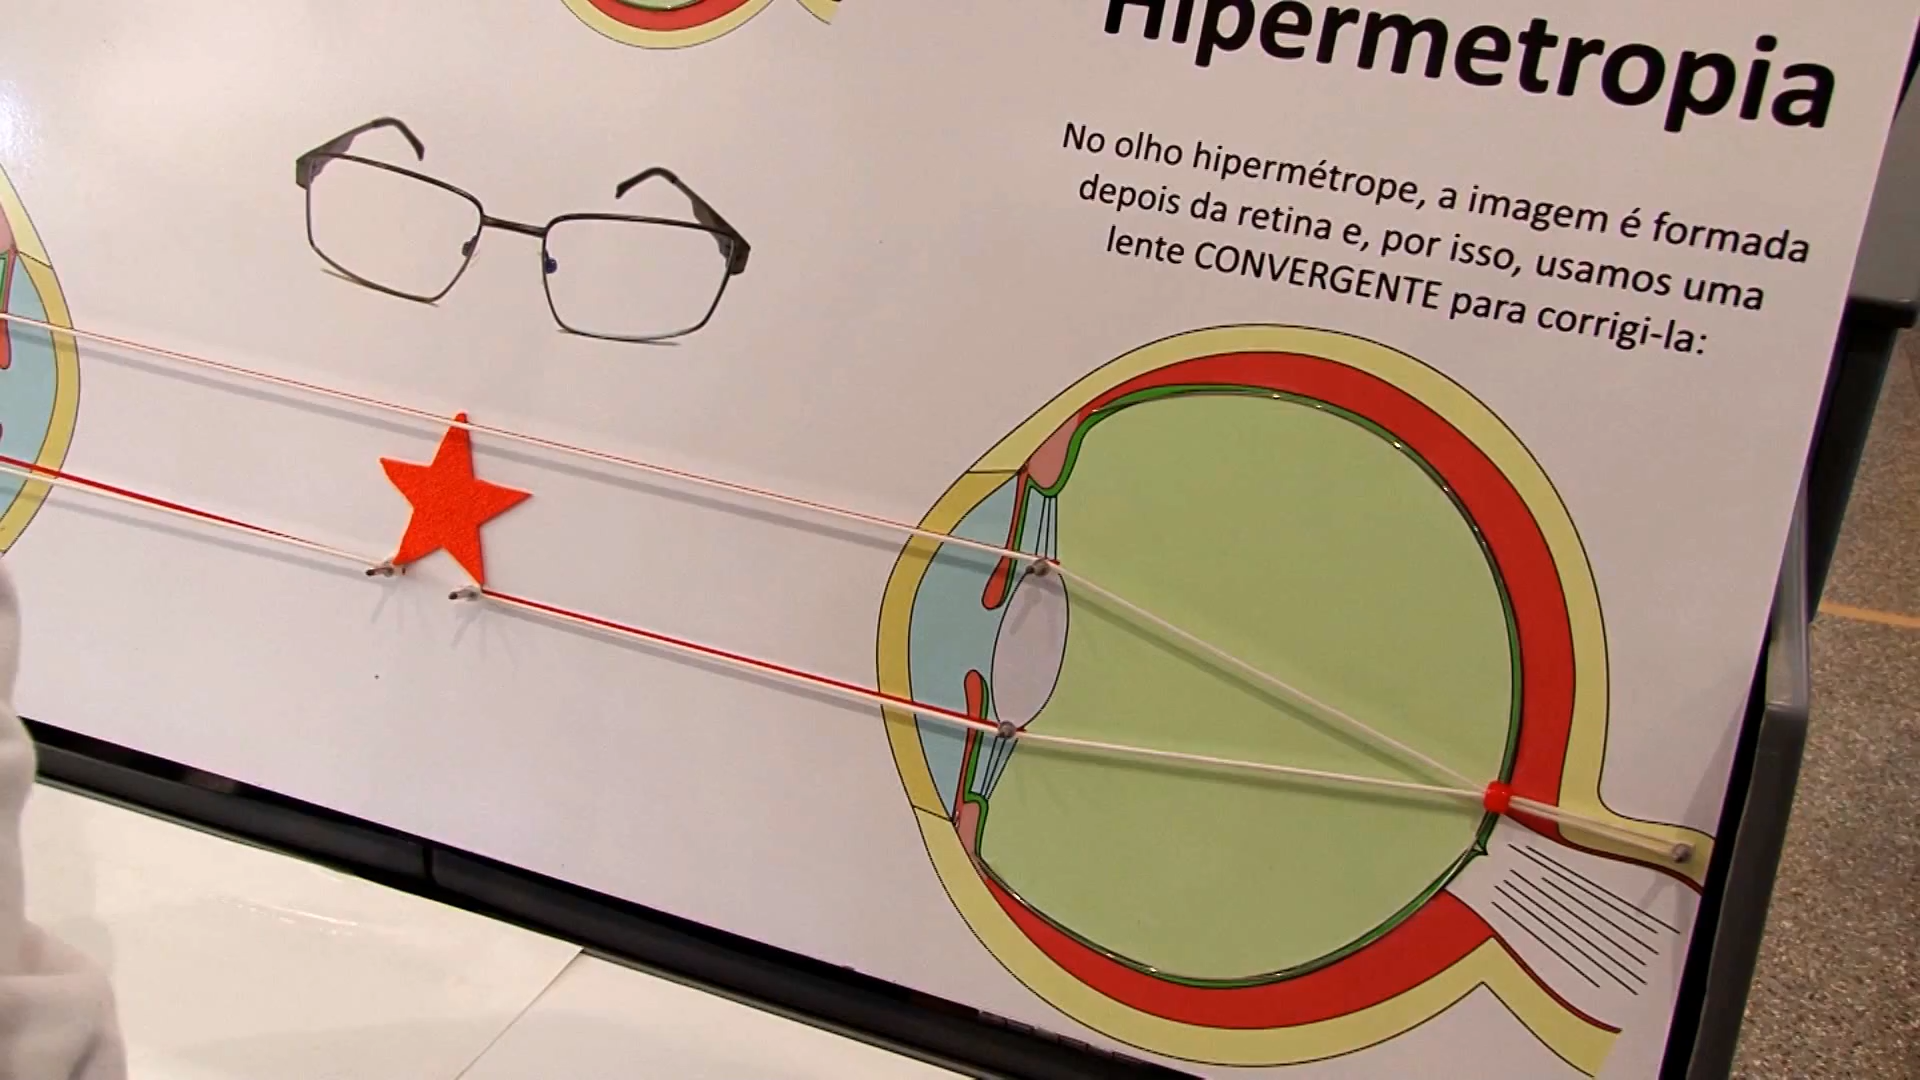 Hipermetropia
No olho hipermétrope, a imagem é formada
depois da retina e, por isso, usamos uma
lente CONVERGENTE para corrigi-la: